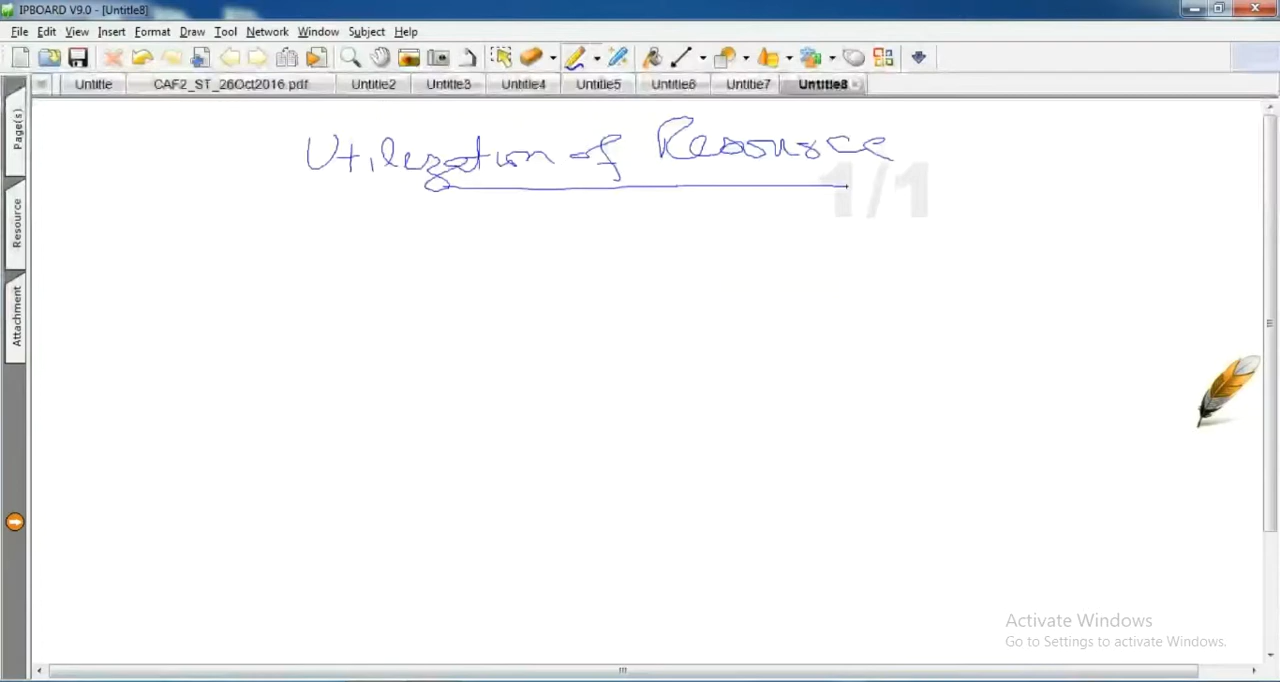 IPBOARD V9.0 - [Untitle8]
File Edit View Insert Format Draw Tool Network Window Subject Help
Untitle CAF2_ST_26Oct2016.pdf Untitle2 Untitle3 Untitle4 Untitle5 Untitle6 Untitle7 Untitle8
Page(s)
Resource
Attachment
Utilization of Resource
1/1
Activate Windows
Go to Settings to activate Windows.